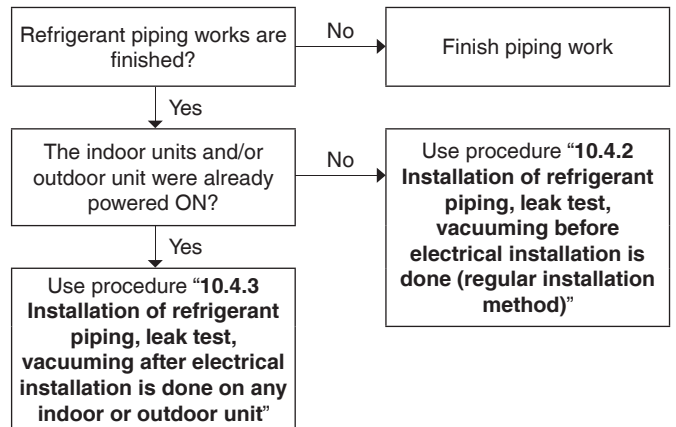 Refrigerant piping works are
finished?
No
Finish piping work
Yes
The indoor units and/or
outdoor unit were already
powered ON?
No
Use procedure “10.4.2
Installation of refrigerant
piping, leak test,
vacuuming before
electrical installation is
done (regular installation
method)”
Yes
Use procedure “10.4.3
Installation of refrigerant
piping, leak test,
vacuuming after electrical
installation is done on any
indoor or outdoor unit”